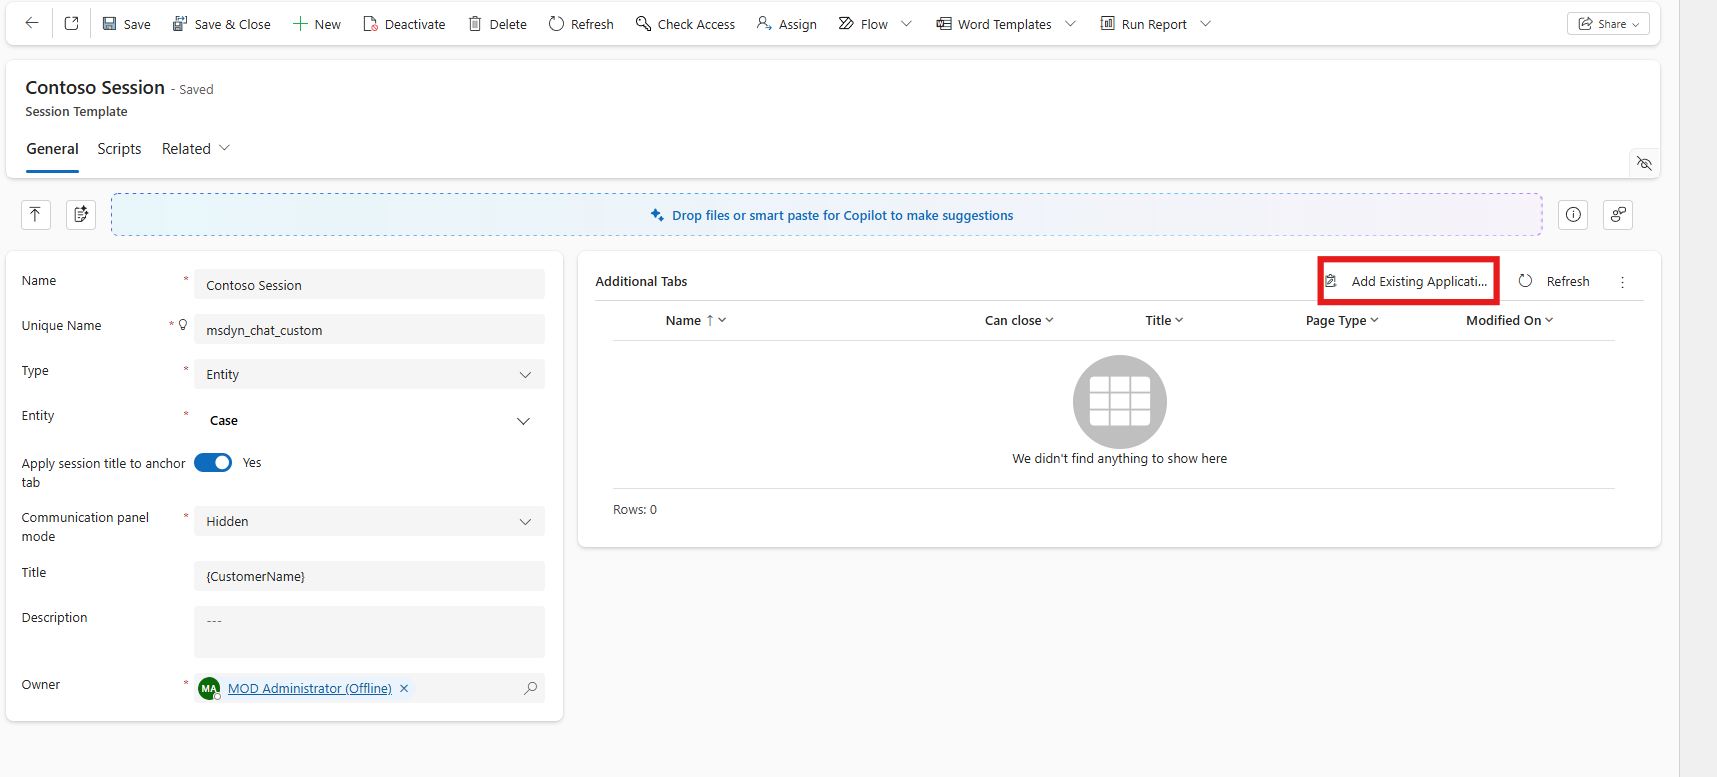 Save
Save & Close
New
Deactivate
Delete
Refresh
Check Access
Assign
Flow
Word Templates
Run Report
Share
Contoso Session - Saved
Session Template
General
Scripts
Related
Drop files or smart paste for Copilot to make suggestions
Name *
Contoso Session
Unique Name *
msdyn_chat_custom
Type *
Entity
Entity *
Case
Apply session title to anchor
tab
Yes
Communication panel
mode *
Hidden
Title
{CustomerName}
Description
---
Owner *
MA
MOD Administrator (Offline)
Additional Tabs
Add Existing Applicati...
Refresh
Name ↑
Can close
Title
Page Type
Modified On
We didn't find anything to show here
Rows: 0